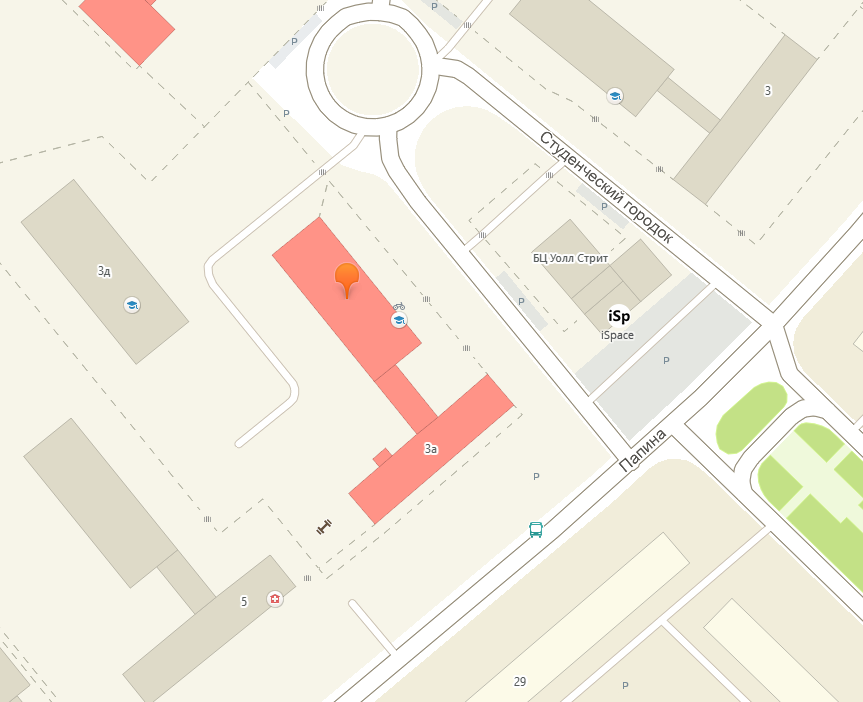 P
P
P
3
Студенческий городок
P
3д
БЦ Уолл Стрит
P
iSp
iSpace
P
3а
Папина
P
5
29
P